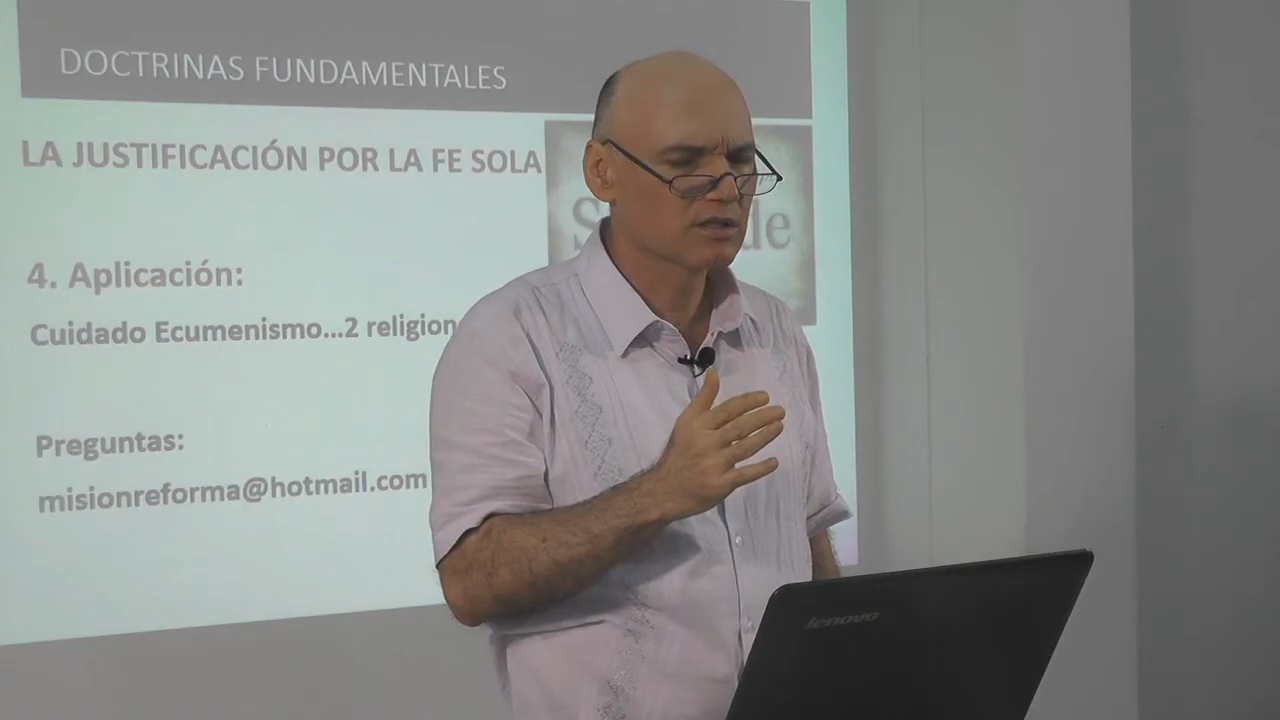 DOCTRINAS FUNDAMENTALES
LA JUSTIFICACIÓN POR LA FE SOLA
de
4. Aplicación:
Cuidado Ecumenismo...2 religion
Preguntas:
misionreforma@hotmail.com
lenovo